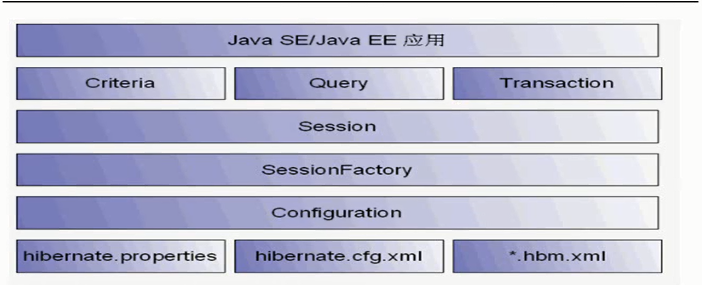 Java SE/Java EE 应用
Criteria
Query
Transaction
Session
SessionFactory
Configuration
hibernate.properties
hibernate.cfg.xml
*.hbm.xml